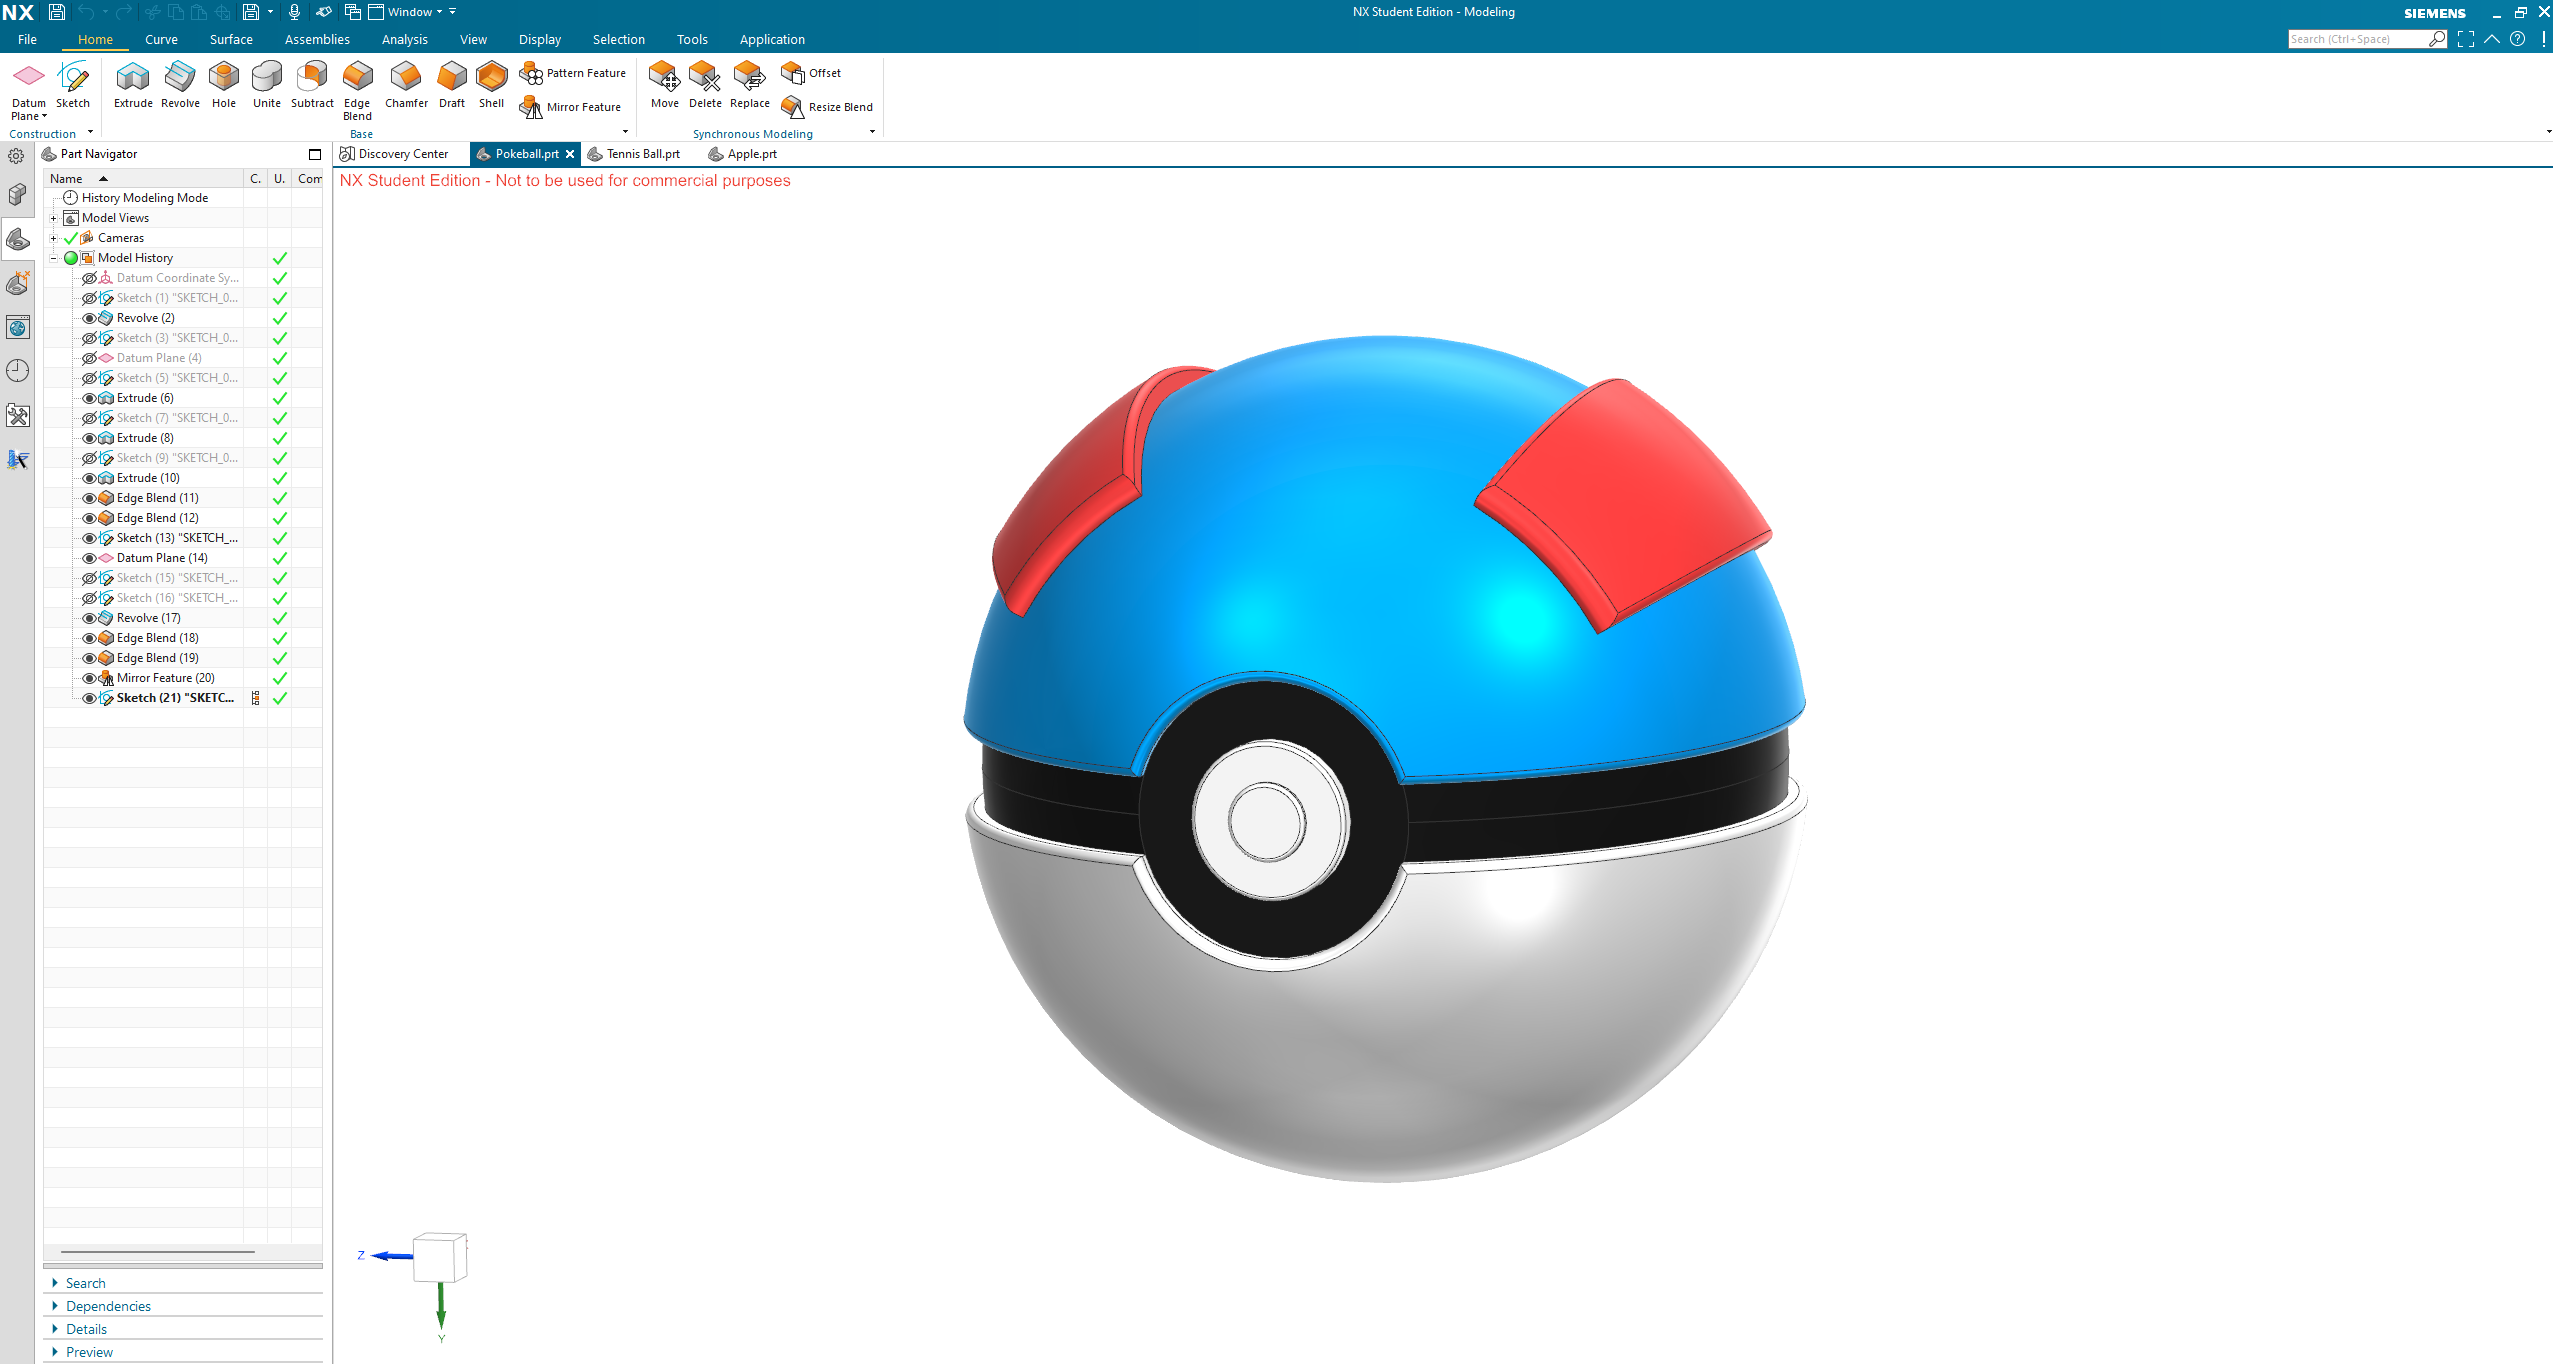 NX Window NX Student Edition - Modeling SIEMENS
File Home Curve Surface Assemblies Analysis View Display Selection Tools Application Search (Ctrl+Space)
Datum Plane Sketch Extrude Revolve Hole Unite Subtract Edge Blend Chamfer Draft Shell Pattern Feature Mirror Feature Move Delete Replace Offset Resize Blend
Construction Base Synchronous Modeling
Part Navigator Discovery Center Pokeball.prt Tennis Ball.prt Apple.prt
Name C. U. Com
NX Student Edition - Not to be used for commercial purposes
History Modeling Mode
Model Views
Cameras
Model History
Datum Coordinate Sy...
Sketch (1) "SKETCH_0...
Revolve (2)
Sketch (3) "SKETCH_0...
Datum Plane (4)
Sketch (5) "SKETCH_0...
Extrude (6)
Sketch (7) "SKETCH_0...
Extrude (8)
Sketch (9) "SKETCH_0...
Extrude (10)
Edge Blend (11)
Edge Blend (12)
Sketch (13) "SKETCH_...
Datum Plane (14)
Sketch (15) "SKETCH_...
Sketch (16) "SKETCH_...
Revolve (17)
Edge Blend (18)
Edge Blend (19)
Mirror Feature (20)
Sketch (21) "SKETC...
Z
Y
Search
Dependencies
Details
Preview